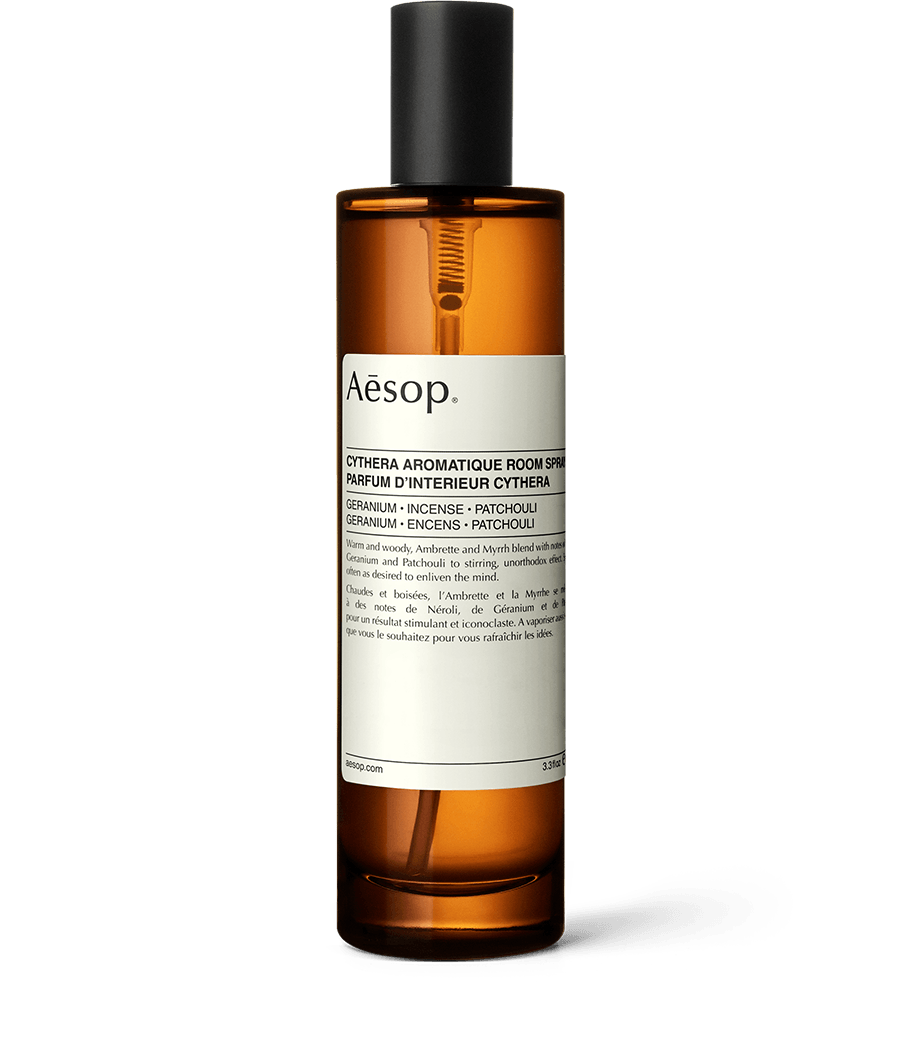 Aēsop.®
CYTHERA AROMATIQUE ROOM
PARFUM D'INTERIEUR CYTHERA
GERANIUM • INCENSE • PATCHOULI
GERANIUM • ENCENS • PATCHOULI
Warm and woody, Ambrette and Myrrh blend with notes
Geranium and Patchouli to stirring, unorthodox effect.
often as desired to enliven the mind.
Chaudes et boisées, l'Ambrette et la Myrrhe se
à des notes de Néroli, de Géranium et de
pour un résultat stimulant et iconoclaste. A vaporiser
que vous le souhaitez pour vous rafraîchir les idées.
aesop.com 3.3 fl oz